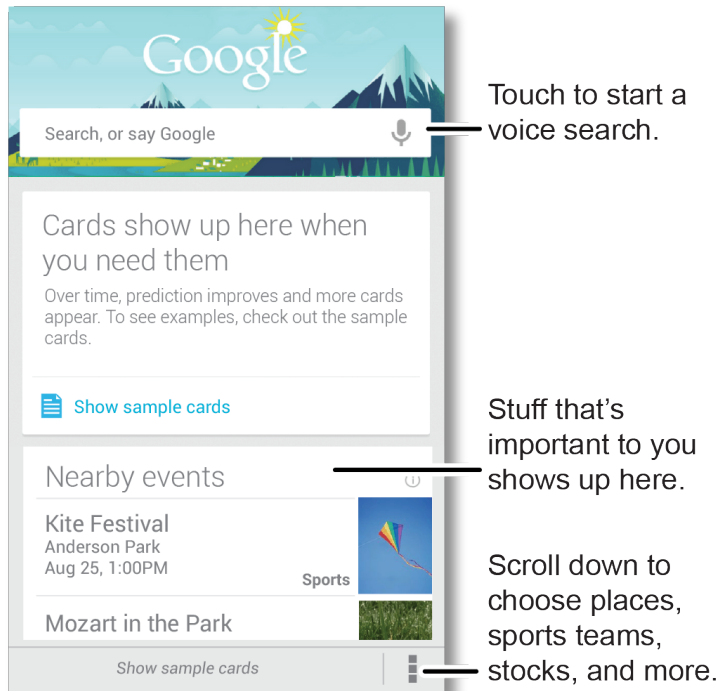 Google
Search, or say Google
Touch to start a
voice search.
Cards show up here when
you need them
Over time, prediction improves and more cards
appear. To see examples, check out the sample
cards.
Show sample cards
Stuff that's
important to you
shows up here.
Nearby events
Kite Festival
Anderson Park
Aug 25, 1:00PM
Sports
Mozart in the Park
Scroll down to
choose places,
sports teams,
stocks, and more.
Show sample cards